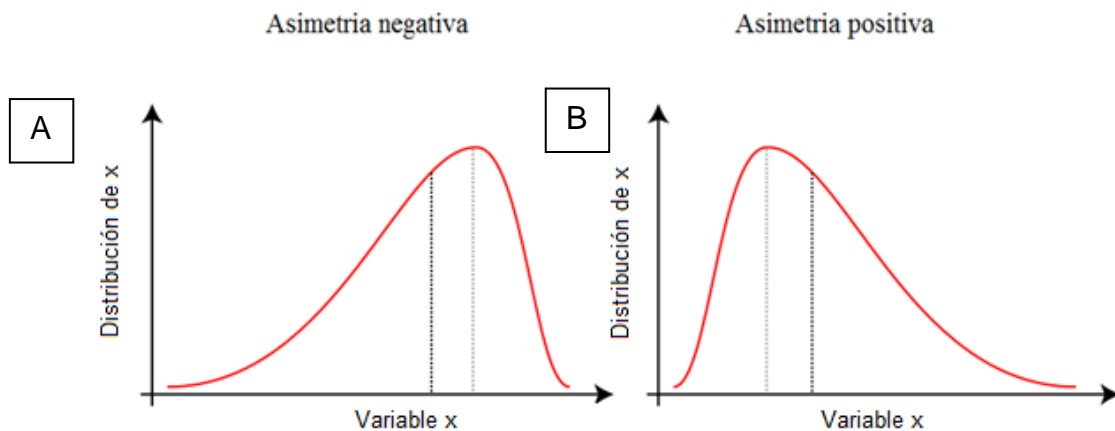 Asimetria negativa
Asimetria positiva
A
B
Distribución de x
Distribución de x
Variable x
Variable x